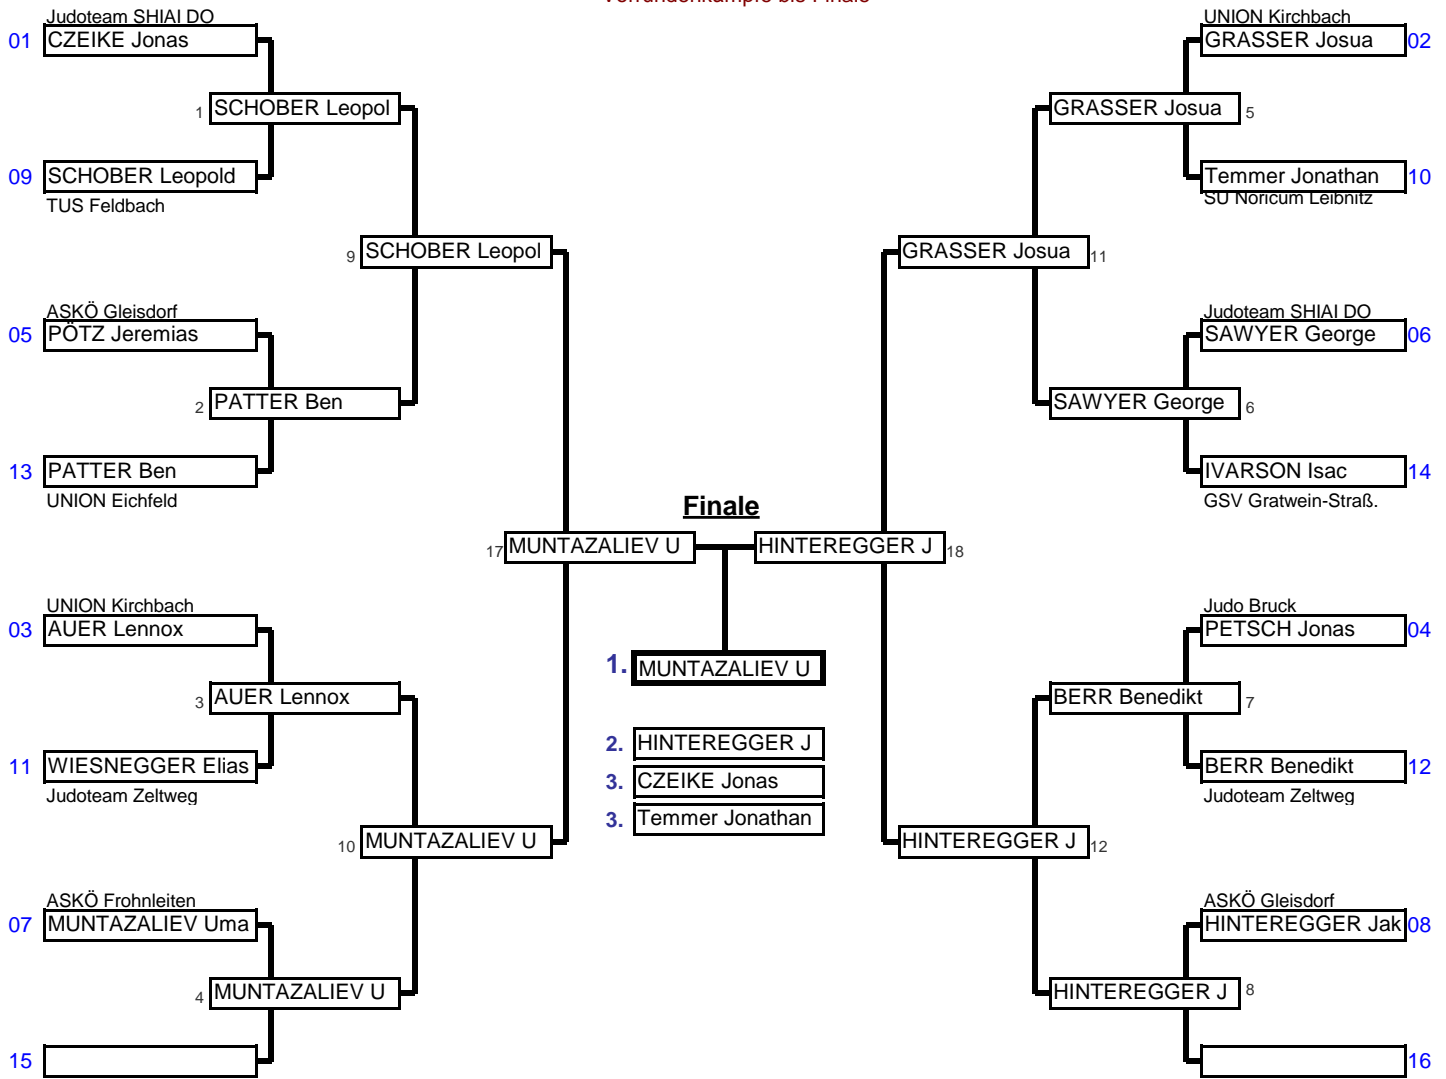 Vorrundenkämpfe bis Finale
Judoteam SHIAI DO
01 CZEIKE Jonas
1 SCHOBER Leopol
09 SCHOBER Leopold
TUS Feldbach
9 SCHOBER Leopol
ASKÖ Gleisdorf
05 PÖTZ Jeremias
2 PATTER Ben
13 PATTER Ben
UNION Eichfeld
17 MUNTAZALIEV U
UNION Kirchbach
03 AUER Lennox
3 AUER Lennox
11 WIESNEGGER Elias
Judoteam Zeltweg
10 MUNTAZALIEV U
ASKÖ Frohnleiten
07 MUNTAZALIEV Uma
4 MUNTAZALIEV U
15
Finale
1. MUNTAZALIEV U
2. HINTEREGGER J
3. CZEIKE Jonas
3. Temmer Jonathan
UNION Kirchbach
GRASSER Josua 02
GRASSER Josua 5
Temmer Jonathan 10
SU Noricum Leibnitz
GRASSER Josua 11
Judoteam SHIAI DO
SAWYER George 06
SAWYER George 6
IVARSON Isac 14
GSV Gratwein-Straß.
HINTEREGGER J 18
Judo Bruck
PETSCH Jonas 04
BERR Benedikt 7
BERR Benedikt 12
Judoteam Zeltweg
HINTEREGGER J 12
ASKÖ Gleisdorf
HINTEREGGER Jak 08
HINTEREGGER J 8
16